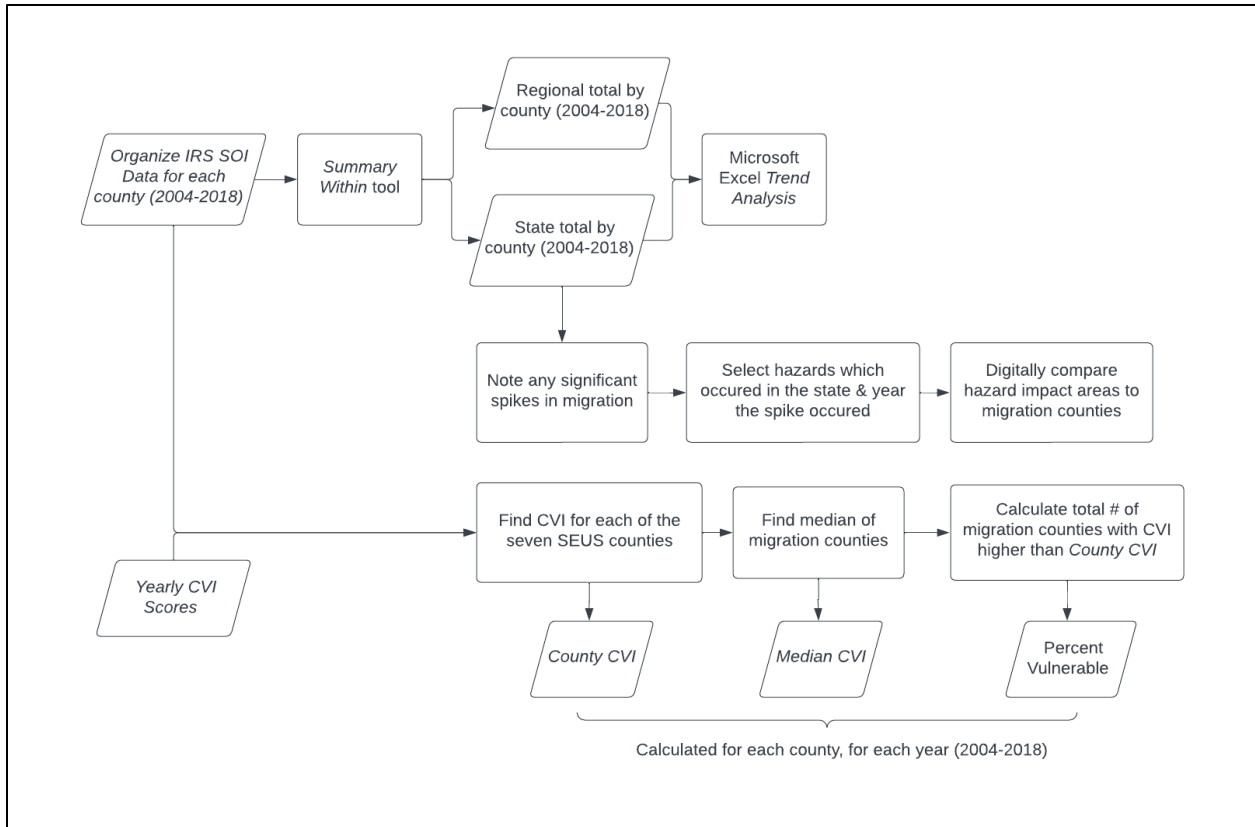 Regional total by
county (2004-2018)
Organize IRS SOI
Data for each
county (2004-2018)
Summary
Within tool
Microsoft
Excel Trend
Analysis
State total by
county (2004-2018)
Note any significant
spikes in migration
Select hazards which
occured in the state & year
the spike occured
Digitally compare
hazard impact areas to
migration counties
Find CVI for each of the
seven SEUS counties
Find median of
migration counties
Calculate total # of
migration counties with CVI
higher than County CVI
Yearly CVI
Scores
County CVI
Median CVI
Percent
Vulnerable
Calculated for each county, for each year (2004-2018)